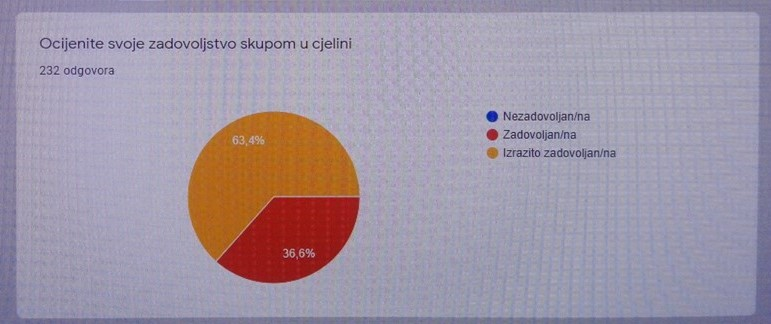 Ocijenite svoje zadovoljstvo skupom u cjelini
232 odgovora
63,4%
36,6%
Nezadovoljan/na
Zadovoljan/na
Izrazito zadovoljan/na